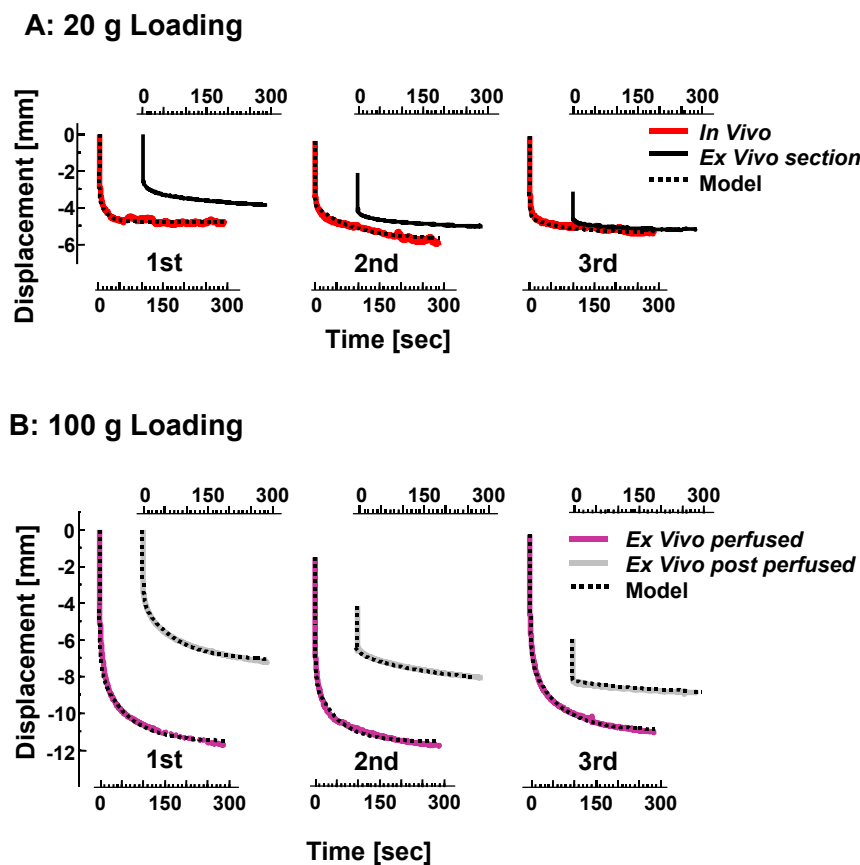 A: 20 g Loading
0 150 300 0 150 300 0 150 300
Displacement [mm]
0
-2
-4
-6
In Vivo
Ex Vivo section
Model
1st 2nd 3rd
0 150 300 0 150 300 0 150 300
Time [sec]
B: 100 g Loading
0 150 300 0 150 300 0 150 300
Displacement [mm]
0
-2
-4
-6
-8
-10
-12
Ex Vivo perfused
Ex Vivo post perfused
Model
1st 2nd 3rd
0 150 300 0 150 300 0 150 300
Time [sec]